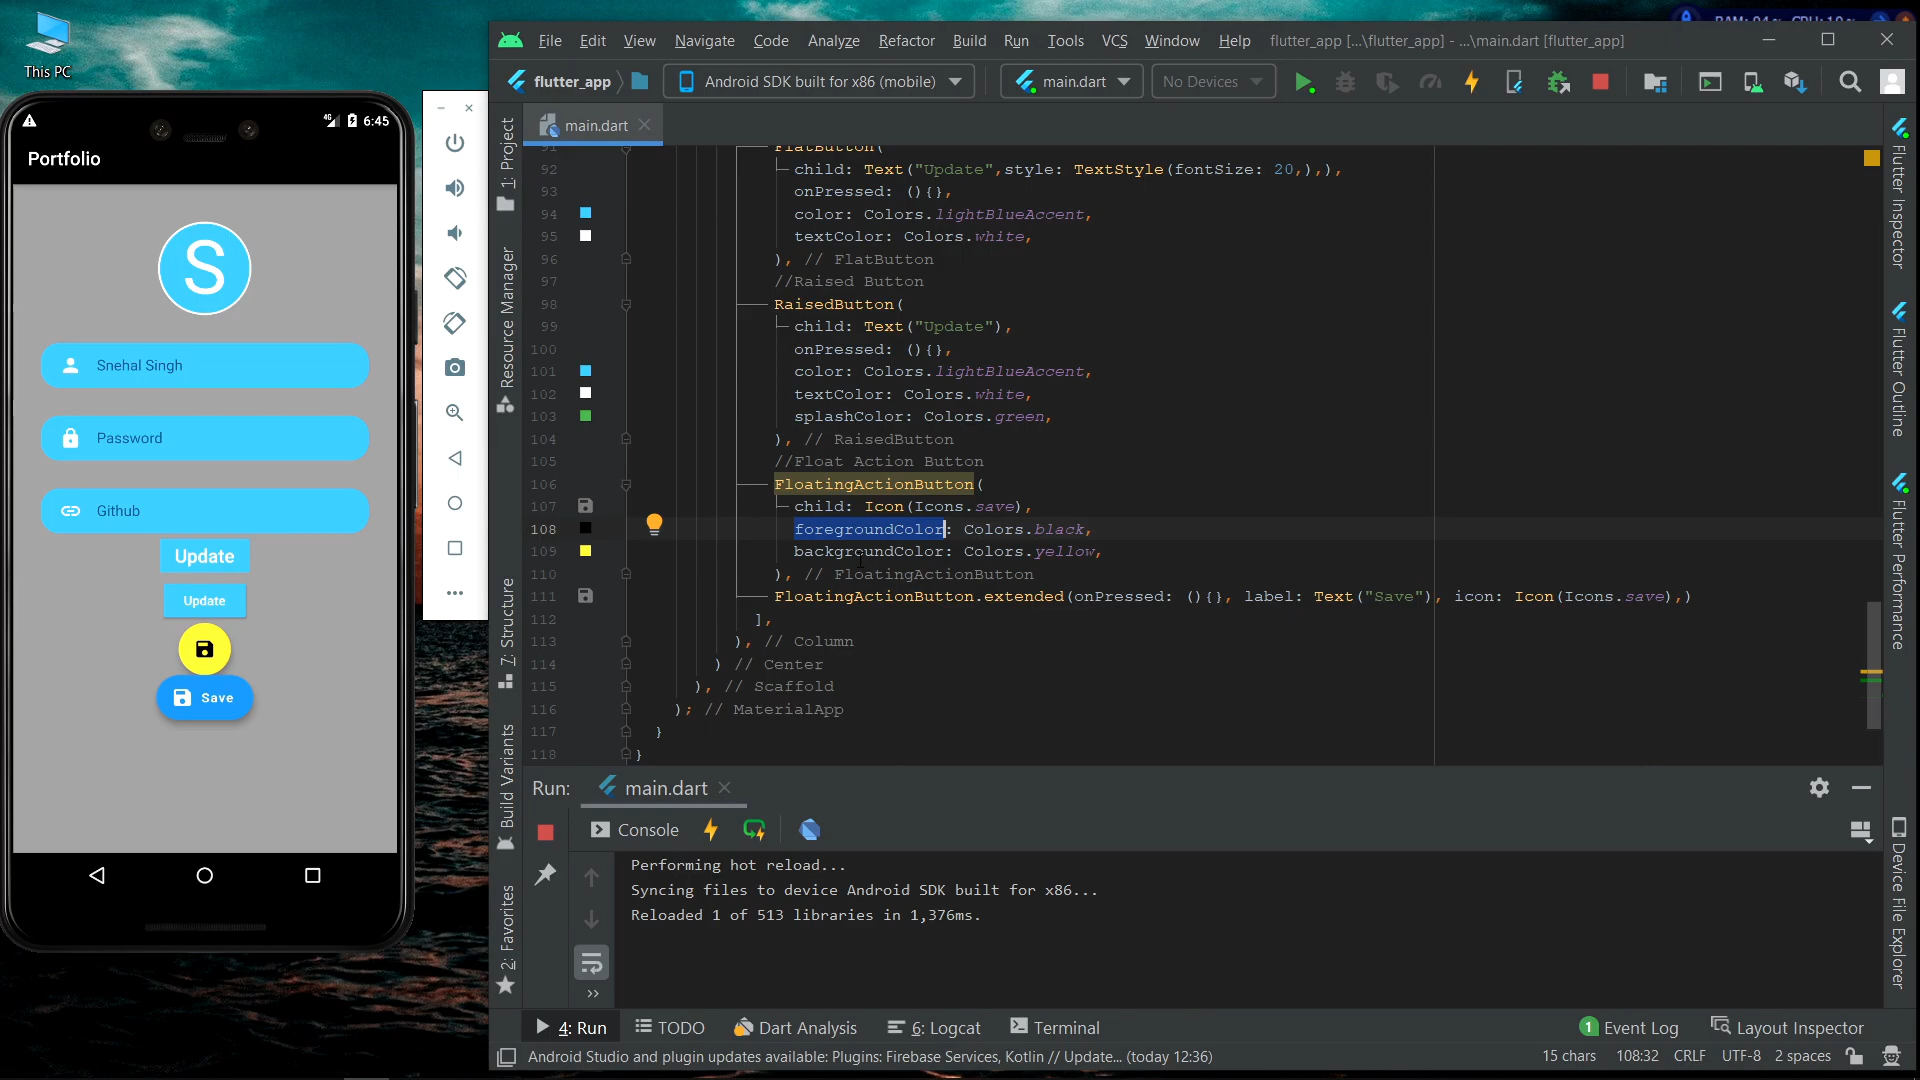 This PC
6:45
Portfolio
S
Snehal Singh
Password
Github
Update
Update
Save
File Edit View Navigate Code Analyze Refactor Build Run Tools VCS Window Help flutter_app [...\flutter_app] - ...\main.dart [flutter_app]
flutter_app Android SDK built for x86 (mobile) main.dart No Devices
main.dart
1: Project
Resource Manager
7: Structure
Build Variants
2: Favorites
91 FlatButton(
92 child: Text("Update",style: TextStyle(fontSize: 20,),),
93 onPressed: (){},
94 color: Colors.lightBlueAccent,
95 textColor: Colors.white,
96 ), // FlatButton
97 //Raised Button
98 RaisedButton(
99 child: Text("Update"),
100 onPressed: (){},
101 color: Colors.lightBlueAccent,
102 textColor: Colors.white,
103 splashColor: Colors.green,
104 ), // RaisedButton
105 //Float Action Button
106 FloatingActionButton(
107 child: Icon(Icons.save),
108 foregroundColor: Colors.black,
109 backgroundColor: Colors.yellow,
110 ), // FloatingActionButton
111 FloatingActionButton.extended(onPressed: (){}, label: Text("Save"), icon: Icon(Icons.save),)
112 ],
113 ), // Column
114 ) // Center
115 ), // Scaffold
116 ); // MaterialApp
117 }
118 }
Flutter Inspector
Flutter Outline
Flutter Performance
Device File Explorer
Run: main.dart
Console
Performing hot reload...
Syncing files to device Android SDK built for x86...
Reloaded 1 of 513 libraries in 1,376ms.
4: Run TODO Dart Analysis 6: Logcat Terminal 1 Event Log Layout Inspector
Android Studio and plugin updates available: Plugins: Firebase Services, Kotlin // Update... (today 12:36) 15 chars 108:32 CRLF UTF-8 2 spaces